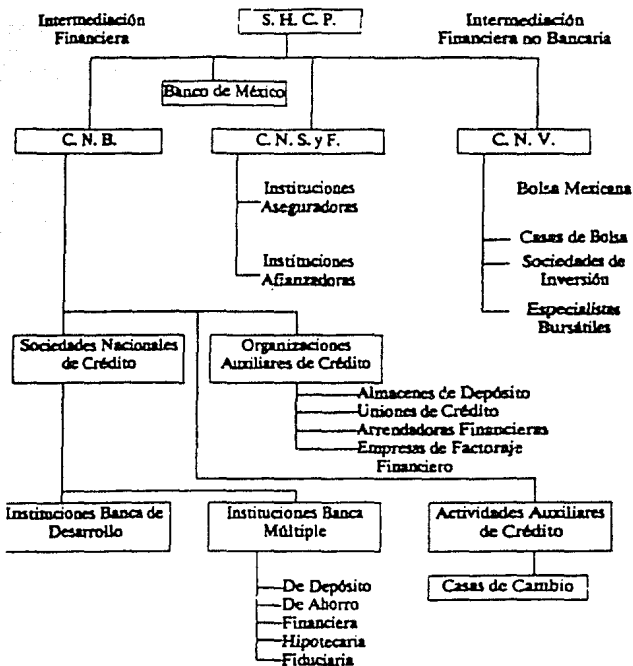 Intermediación
Financiera
S. H. C. P.
Intermediación
Financiera no Bancaria
Banco de México
C. N. B.
C. N. S. y F.
C. N. V.
Instituciones
Aseguradoras
Instituciones
Afianzadoras
Bolsa Mexicana
Casas de Bolsa
Sociedades de
Inversión
Especialistas
Bursátiles
Sociedades Nacionales
de Crédito
Organizaciones
Auxiliares de Crédito
Almacenes de Depósito
Uniones de Crédito
Arrendadoras Financieras
Empresas de Factoraje
Financiero
Instituciones Banca de
Desarrollo
Instituciones Banca
Múltiple
Actividades Auxiliares
de Crédito
De Depósito
De Ahorro
Financiera
Hipotecaria
Fiduciaria
Casas de Cambio